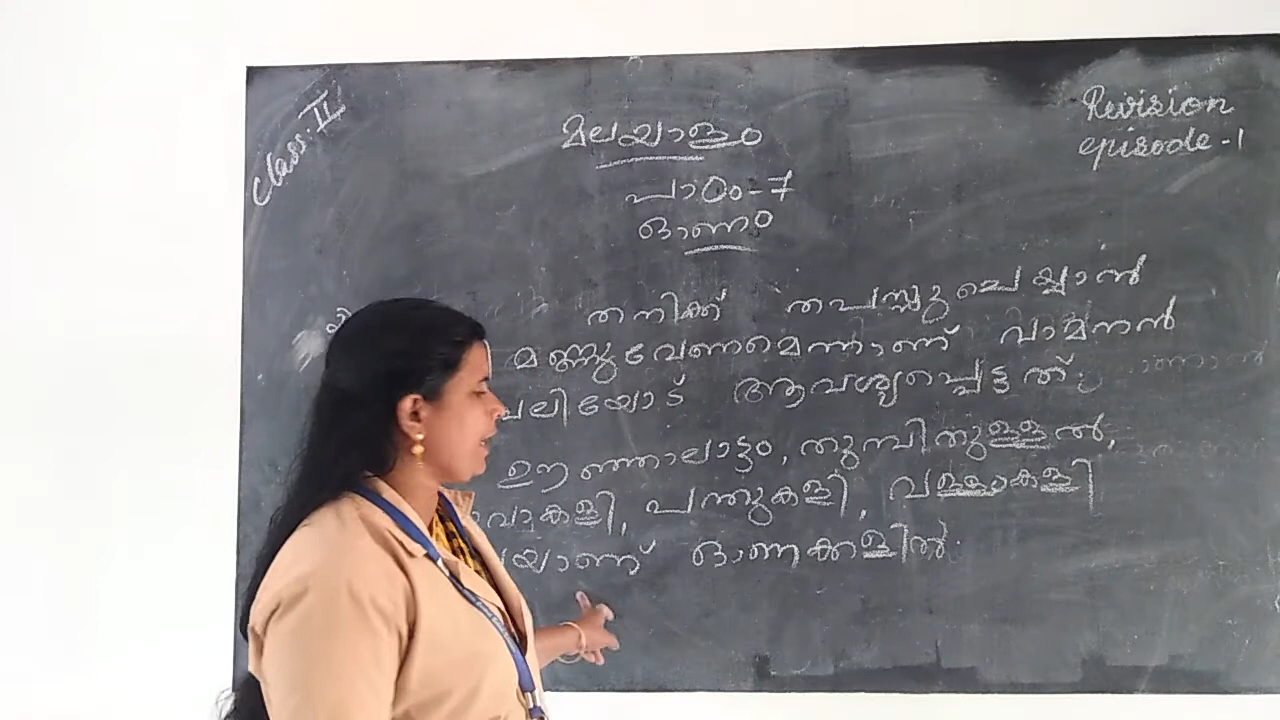 Class: II
Revision
episode - 1
മലയാളം
പാഠം - 7
ഓണം
തനിക്ക് തപസ്സുചെയ്യാൻ
മണ്ണുവേണമെന്നാണ് വാമനൻ
ആവശ്യപ്പെട്ടത്.
ഊഞ്ഞാലാട്ടം, തുമ്പിതുള്ളൽ,
പന്തുകളി, വള്ളംകളി
ഓണക്കളികൾ.